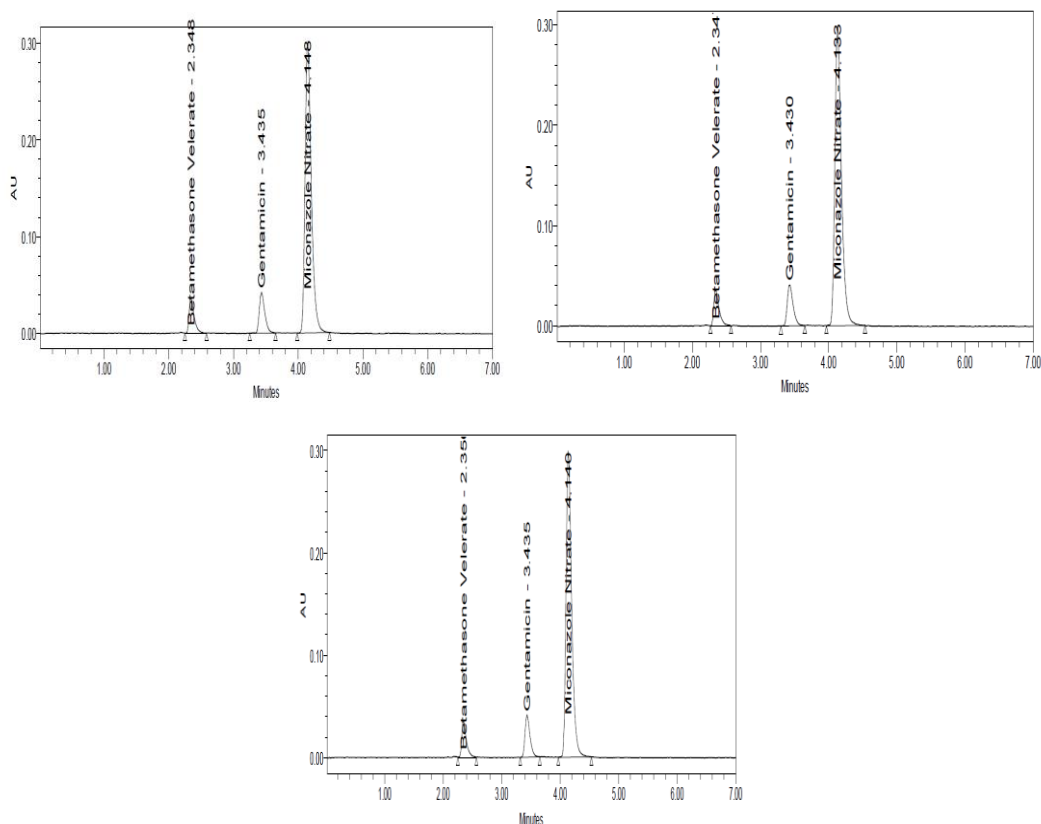 AU
0.30
0.20
0.10
0.00
Betamethasone Velerate - 2.348
Gentamicin - 3.435
Miconazole Nitrate - 4.148
1.00 2.00 3.00 4.00 5.00 6.00 7.00
Minutes
AU
0.30
0.20
0.10
0.00
Betamethasone Velerate - 2.34
Gentamicin - 3.430
Miconazole Nitrate - 4.133
1.00 2.00 3.00 4.00 5.00 6.00 7.00
Minutes
AU
0.30
0.20
0.10
0.00
Betamethasone Velerate - 2.350
Gentamicin - 3.435
Miconazole Nitrate - 4.140
1.00 2.00 3.00 4.00 5.00 6.00 7.00
Minutes